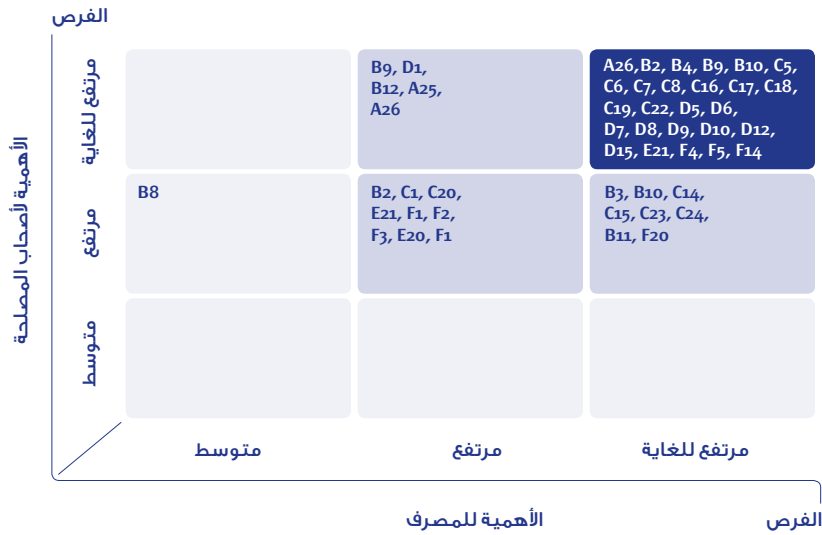 الفرص
الأهمية لأصحاب المصلحة
مرتفع للغاية
B9, D1,
B12, A25,
A26
A26,B2, B4, B9, B10, C5,
C6, C7, C8, C16, C17, C18,
C19, C22, D5, D6,
D7, D8, D9, D10, D12,
D15, E21, F4, F5, F14
مرتفع
B8
B2, C1, C20,
E21, F1, F2,
F3, E20, F1
B3, B10, C14,
C15, C23, C24,
B11, F20
متوسط
متوسط
مرتفع
مرتفع للغاية
الأهمية للمصرف
الفرص